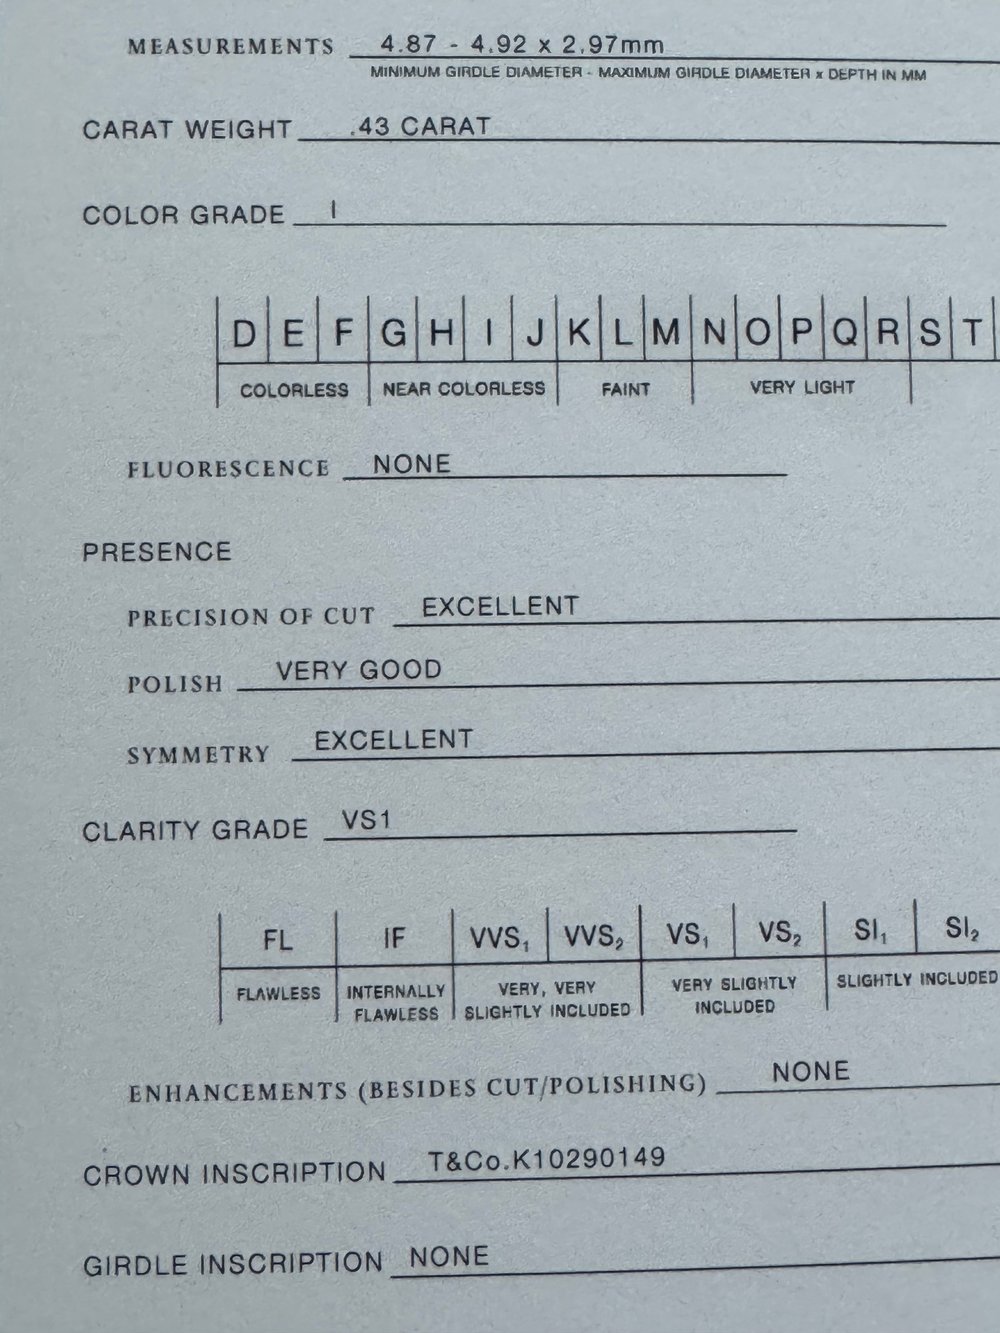 MEASUREMENTS 4.87 - 4.92 x 2.97mm
MINIMUM GIRDLE DIAMETER - MAXIMUM GIRDLE DIAMETER x DEPTH IN MM
CARAT WEIGHT .43 CARAT
COLOR GRADE I
D E F G H I J K L M N O P Q R S T
COLORLESS NEAR COLORLESS FAINT VERY LIGHT
FLUORESCENCE NONE
PRESENCE
PRECISION OF CUT EXCELLENT
POLISH VERY GOOD
SYMMETRY EXCELLENT
CLARITY GRADE VS1
FL IF VVS₁ VVS₂ VS₁ VS₂ SI₁ SI₂
FLAWLESS INTERNALLY FLAWLESS VERY, VERY SLIGHTLY INCLUDED VERY SLIGHTLY INCLUDED SLIGHTLY INCLUDED
ENHANCEMENTS (BESIDES CUT/POLISHING) NONE
CROWN INSCRIPTION T&Co.K10290149
GIRDLE INSCRIPTION NONE